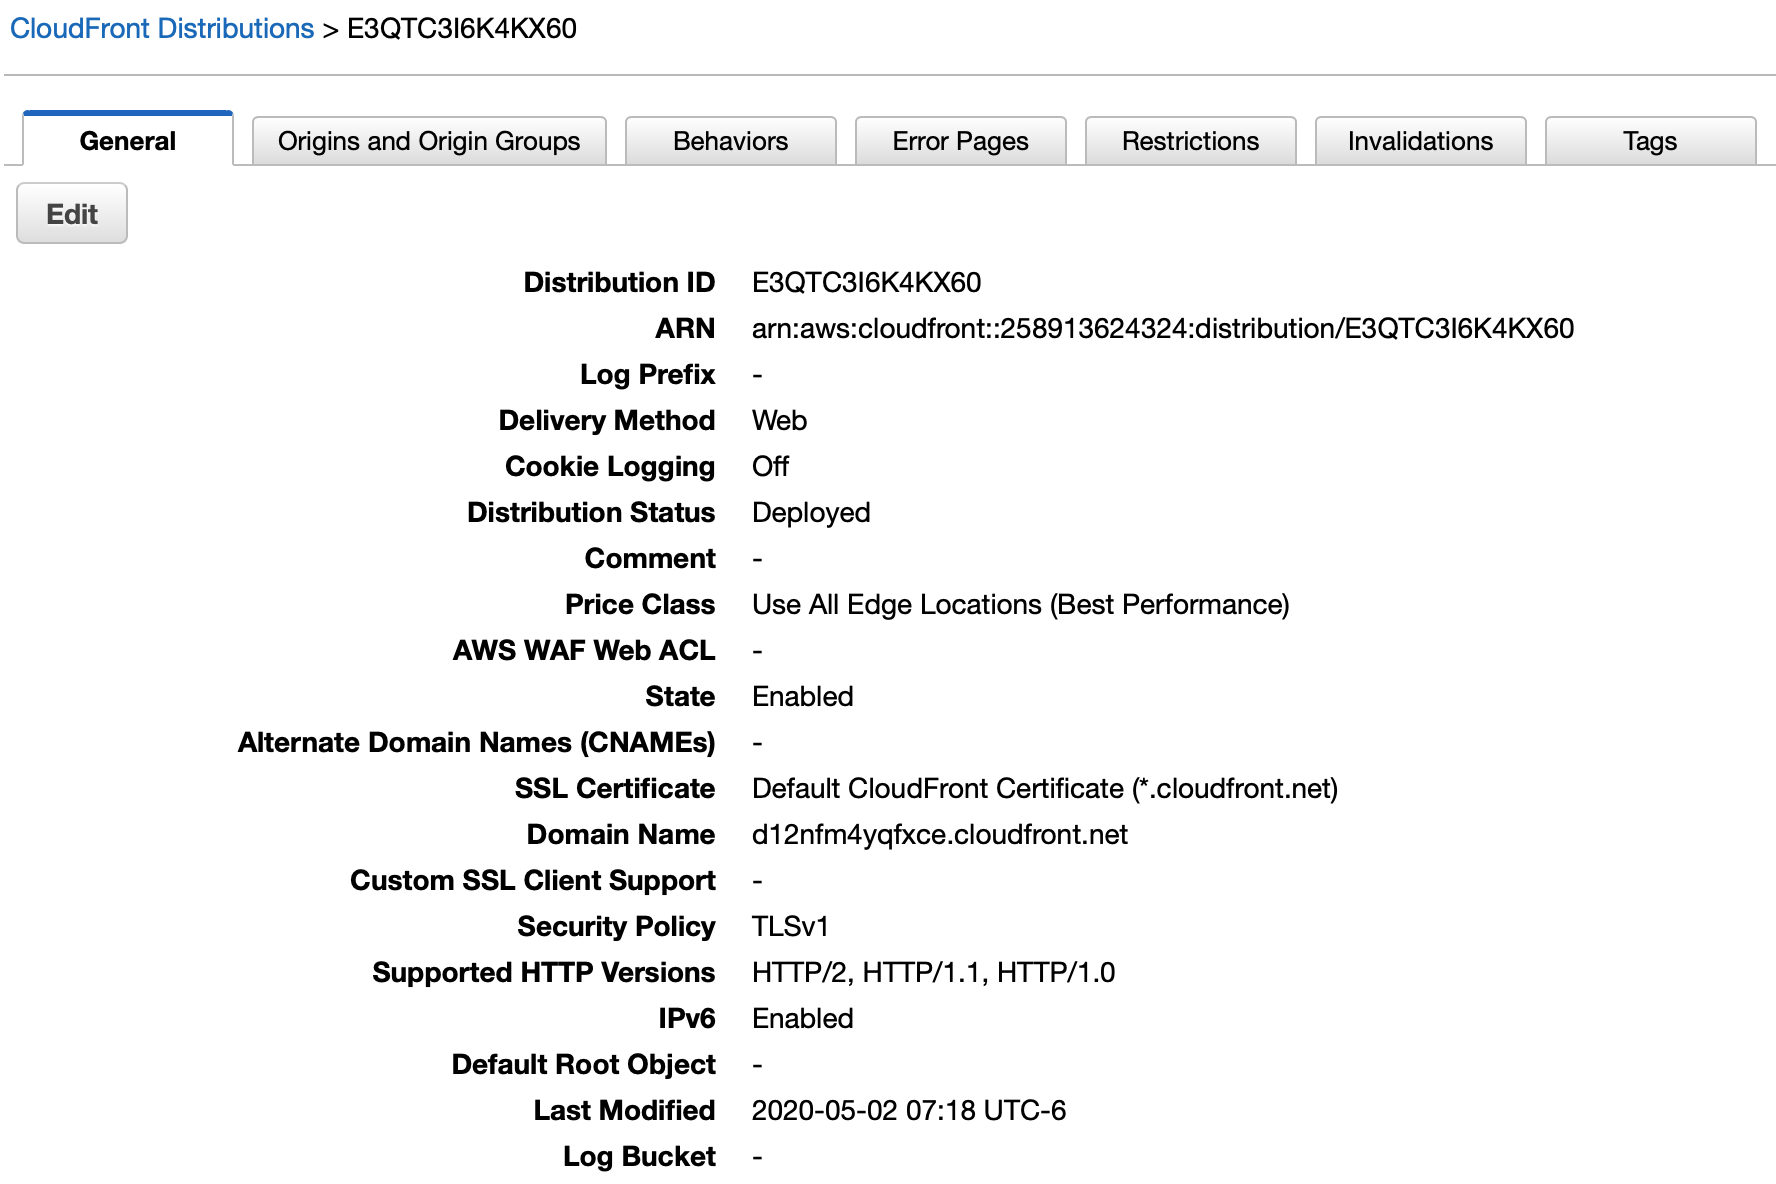 CloudFront Distributions > E3QTC3I6K4KX60
General Origins and Origin Groups Behaviors Error Pages Restrictions Invalidations Tags
Edit
Distribution ID E3QTC3I6K4KX60
ARN arn:aws:cloudfront::258913624324:distribution/E3QTC3I6K4KX60
Log Prefix -
Delivery Method Web
Cookie Logging Off
Distribution Status Deployed
Comment -
Price Class Use All Edge Locations (Best Performance)
AWS WAF Web ACL -
State Enabled
Alternate Domain Names (CNAMEs) -
SSL Certificate Default CloudFront Certificate (*.cloudfront.net)
Domain Name d12nfm4yqfxce.cloudfront.net
Custom SSL Client Support -
Security Policy TLSv1
Supported HTTP Versions HTTP/2, HTTP/1.1, HTTP/1.0
IPv6 Enabled
Default Root Object -
Last Modified 2020-05-02 07:18 UTC-6
Log Bucket -